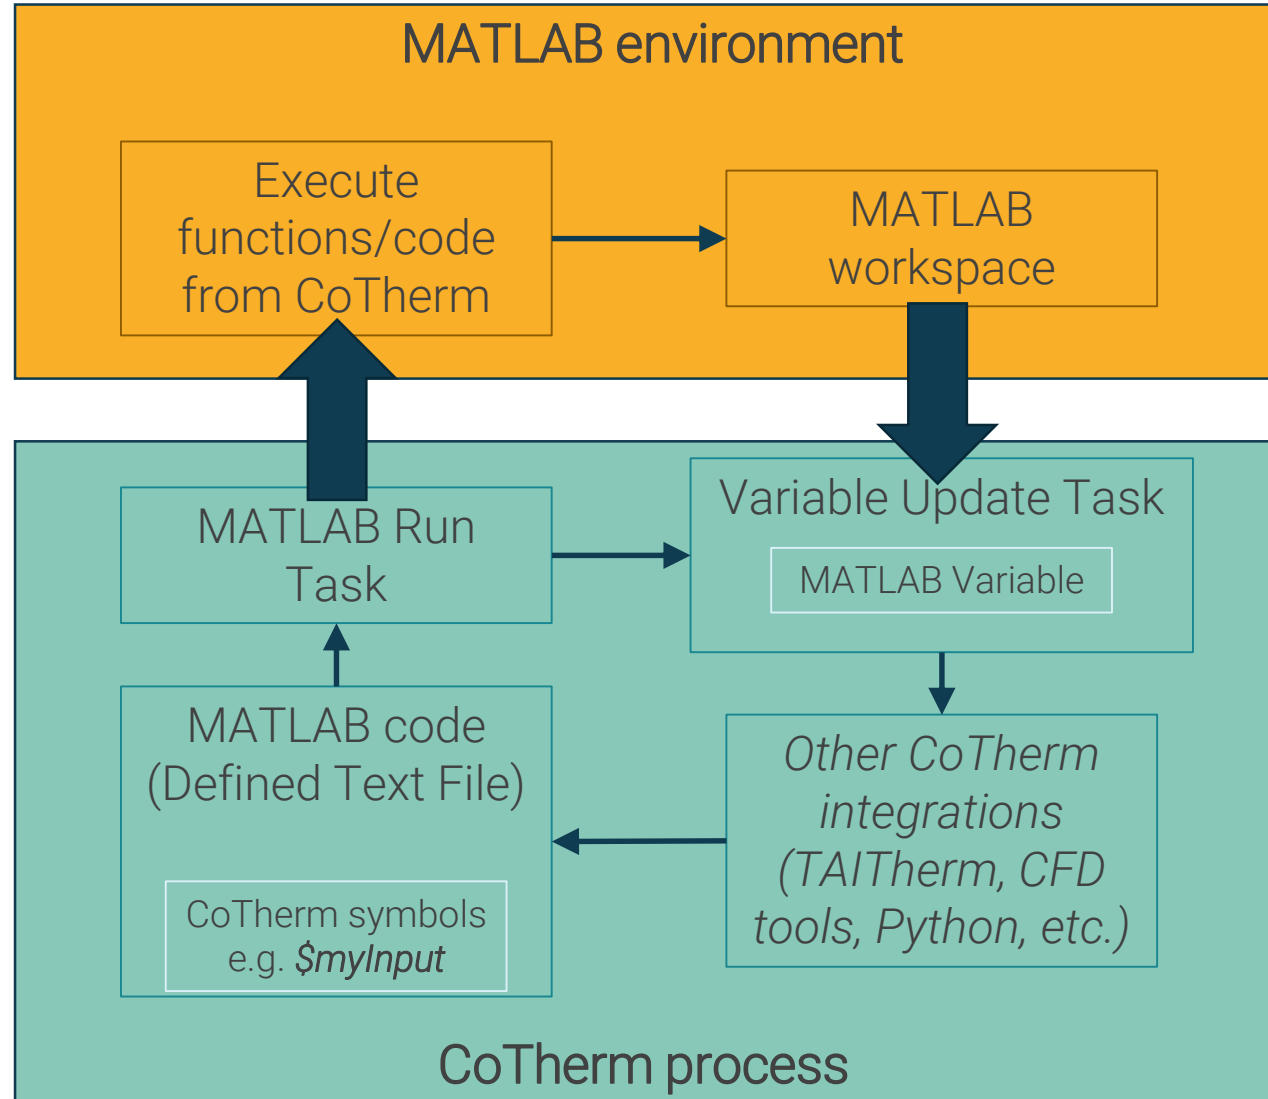 MATLAB environment
Execute
functions/code
from CoTherm
MATLAB
workspace
MATLAB Run
Task
Variable Update Task
MATLAB Variable
MATLAB code
(Defined Text File)
CoTherm symbols
e.g. $myInput
Other CoTherm
integrations
(TAITherm, CFD
tools, Python, etc.)
CoTherm process